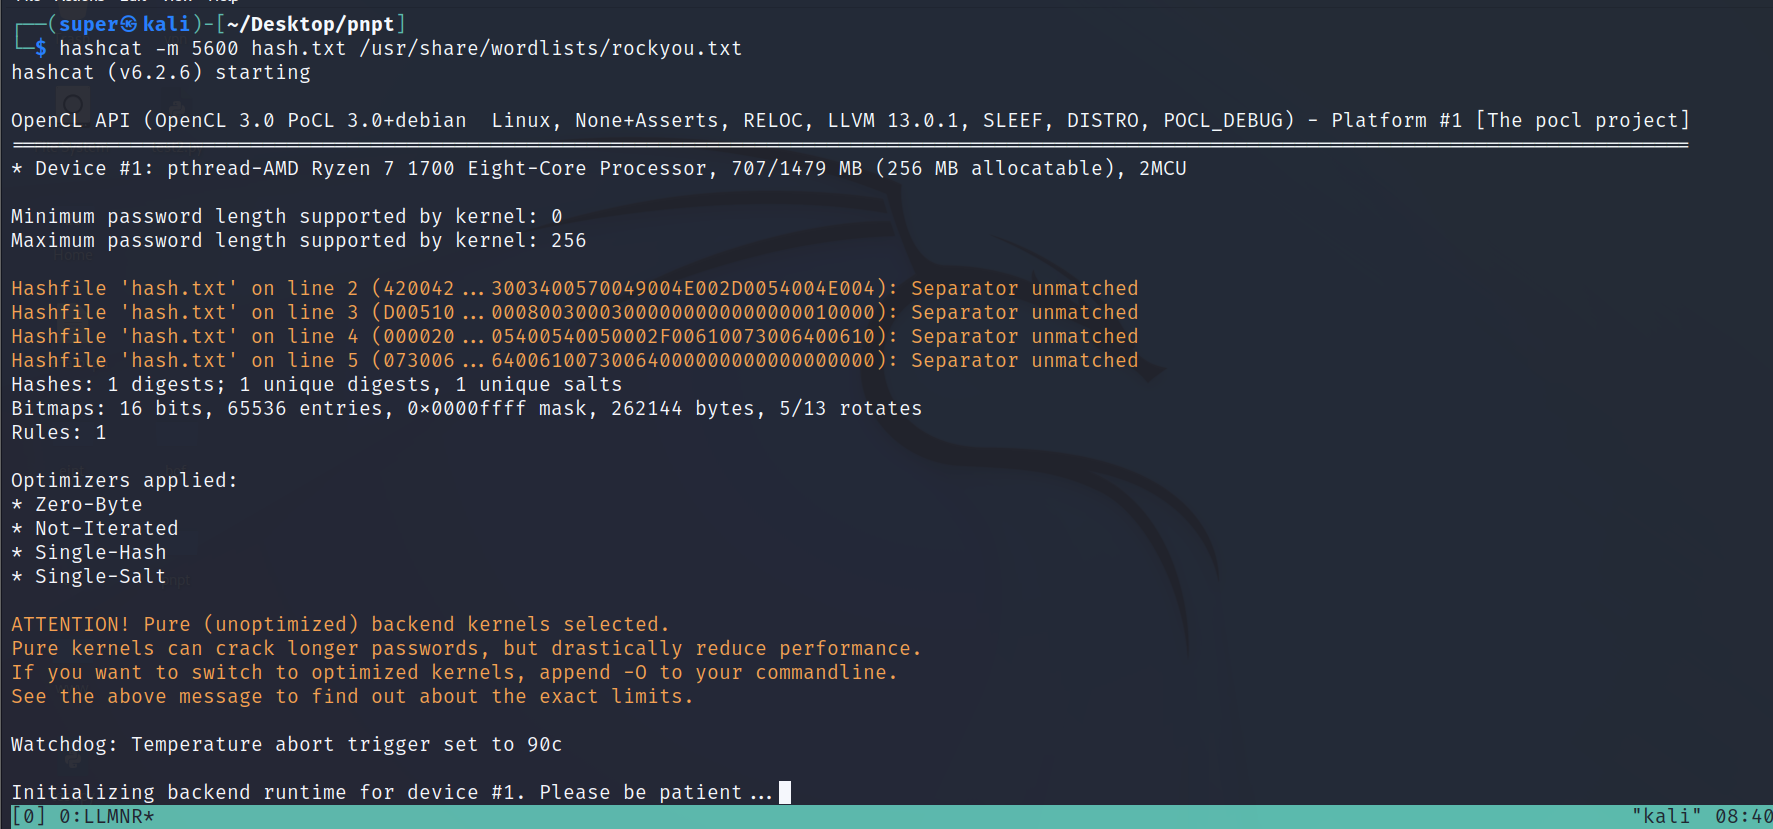 ┌──(super㉿kali)-[~/Desktop/pnpt]
└─$ hashcat -m 5600 hash.txt /usr/share/wordlists/rockyou.txt
hashcat (v6.2.6) starting
OpenCL API (OpenCL 3.0 PoCL 3.0+debian  Linux, None+Asserts, RELOC, LLVM 13.0.1, SLEEF, DISTRO, POCL_DEBUG) - Platform #1 [The pocl project]
* Device #1: pthread-AMD Ryzen 7 1700 Eight-Core Processor, 707/1479 MB (256 MB allocatable), 2MCU
Minimum password length supported by kernel: 0
Maximum password length supported by kernel: 256
Hashfile 'hash.txt' on line 2 (420042...3003400570049004E002D0054004E004): Separator unmatched
Hashfile 'hash.txt' on line 3 (D00510...00080030003000000000000000010000): Separator unmatched
Hashfile 'hash.txt' on line 4 (000020...05400540050002F00610073006400610): Separator unmatched
Hashfile 'hash.txt' on line 5 (073006...64006100730064000000000000000000): Separator unmatched
Hashes: 1 digests; 1 unique digests, 1 unique salts
Bitmaps: 16 bits, 65536 entries, 0x0000ffff mask, 262144 bytes, 5/13 rotates
Rules: 1
Optimizers applied:
* Zero-Byte
* Not-Iterated
* Single-Hash
* Single-Salt
ATTENTION! Pure (unoptimized) backend kernels selected.
Pure kernels can crack longer passwords, but drastically reduce performance.
If you want to switch to optimized kernels, append -O to your commandline.
See the above message to find out about the exact limits.
Watchdog: Temperature abort trigger set to 90c
Initializing backend runtime for device #1. Please be patient...
[0] 0:LLMNR* "kali" 08:40